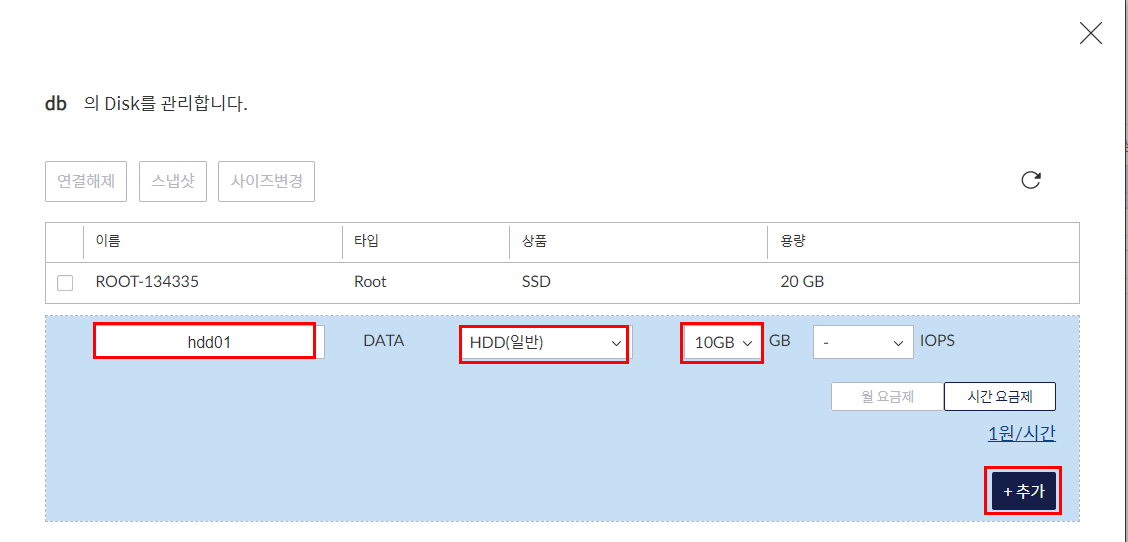 db 의 Disk를 관리합니다.
연결해제 스냅샷 사이즈변경
이름 타입 상품 용량
ROOT-134335 Root SSD 20 GB
hdd01 DATA HDD(일반) 10GB GB - IOPS
월 요금제 시간 요금제
1원/시간
+ 추가